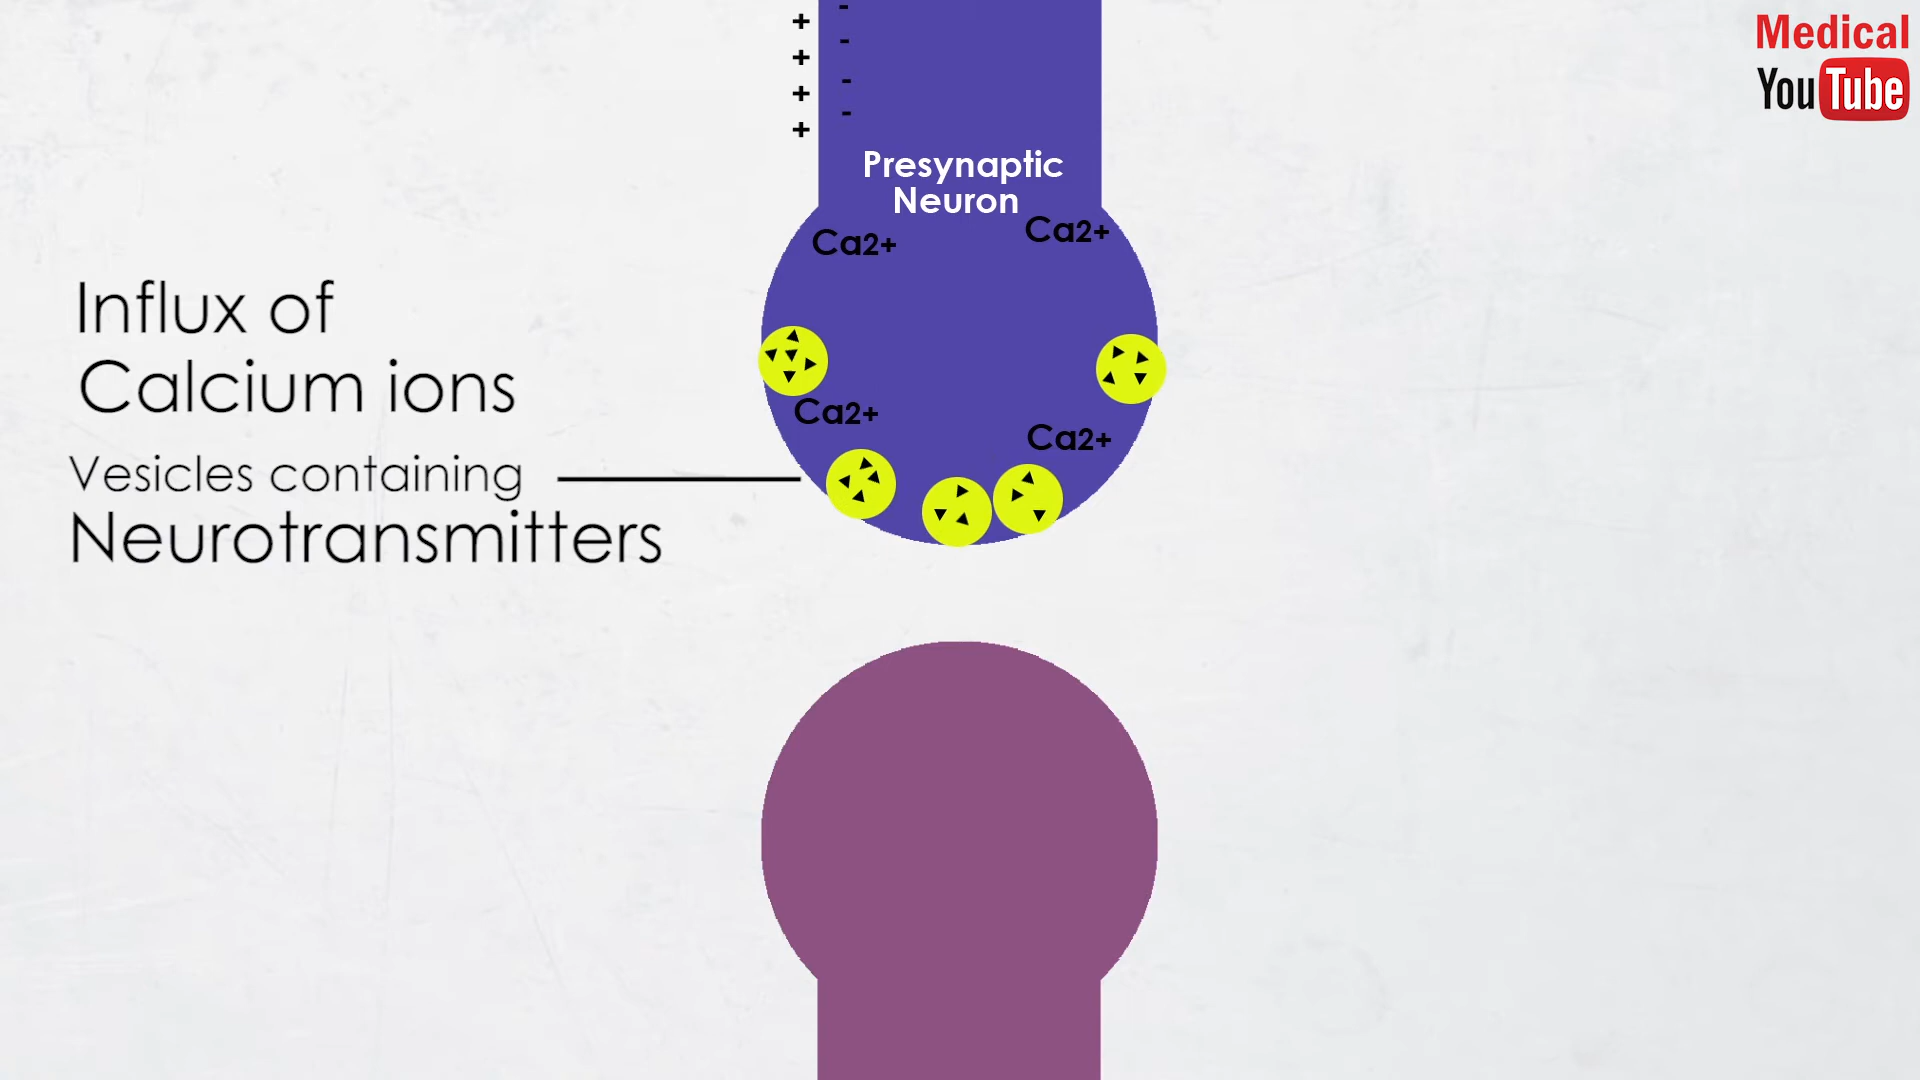 Medical
YouTube
+ -
+ -
+ -
+ -
Presynaptic
Neuron
Ca2+
Ca2+
Influx of
Calcium ions
Ca2+
Ca2+
Vesicles containing
Neurotransmitters